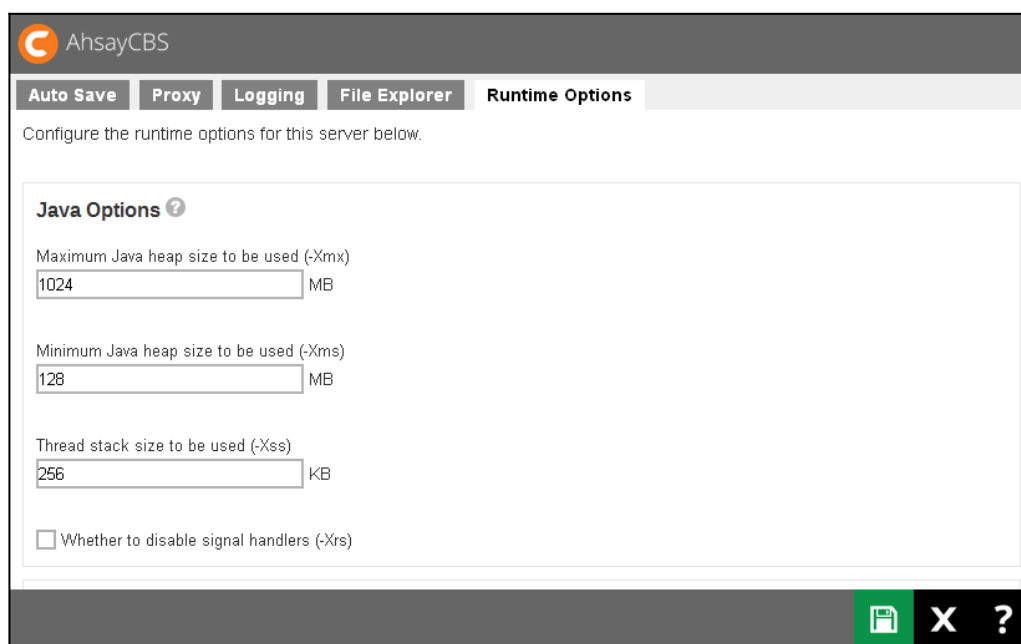 AhsayCBS
Auto Save Proxy Logging File Explorer Runtime Options
Configure the runtime options for this server below.
Java Options ?
Maximum Java heap size to be used (-Xmx)
1024 MB
Minimum Java heap size to be used (-Xms)
128 MB
Thread stack size to be used (-Xss)
256 KB
Whether to disable signal handlers (-Xrs)
X ?